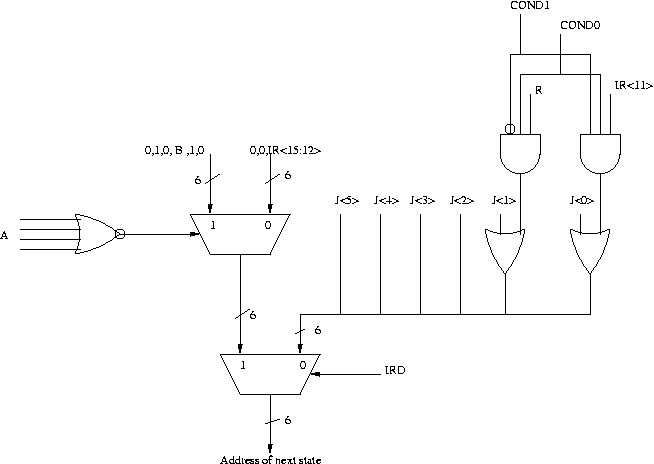 COND1
COND0
R
IR<11>
0,1,0, B ,1,0
0,0,IR<15:12>
6
6
J<5>
J<4>
J<3>
J<2>
J<1>
J<0>
A
1
0
6
6
1
0
IRD
6
Address of next state